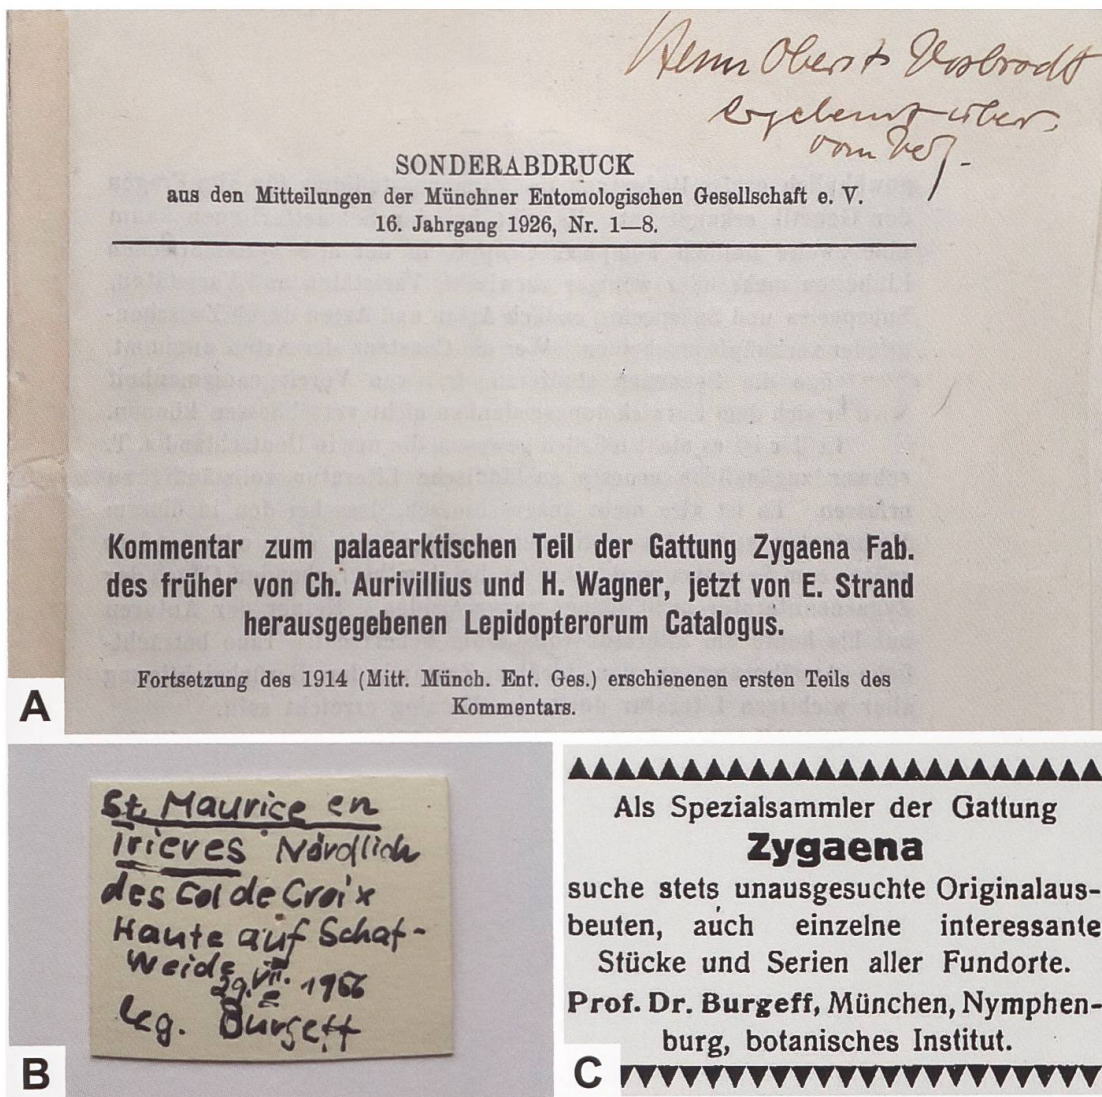 Herrn Oberst Vorbrodt
ergebenst über.
vom Verf.
SONDERABDRUCK
aus den Mitteilungen der Münchner Entomologischen Gesellschaft e. V.
16. Jahrgang 1926, Nr. 1—8.
Kommentar zum palaearktischen Teil der Gattung Zygaena Fab.
des früher von Ch. Aurivillius und H. Wagner, jetzt von E. Strand
herausgegebenen Lepidopterorum Catalogus.
Fortsetzung des 1914 (Mitt. Münch. Ent. Ges.) erschienenen ersten Teils des
Kommentars.
A
St. Maurice en
Trieves Nördlich
des Col de Croix
Haute auf Schaf-
weide
29. VII. 1966
leg. Burgeff
B
Als Spezialsammler der Gattung
Zygaena
suche stets unausgesuchte Originalaus-
beuten, auch einzelne interessante
Stücke und Serien aller Fundorte.
Prof. Dr. Burgeff, München, Nymphen-
burg, botanisches Institut.
C